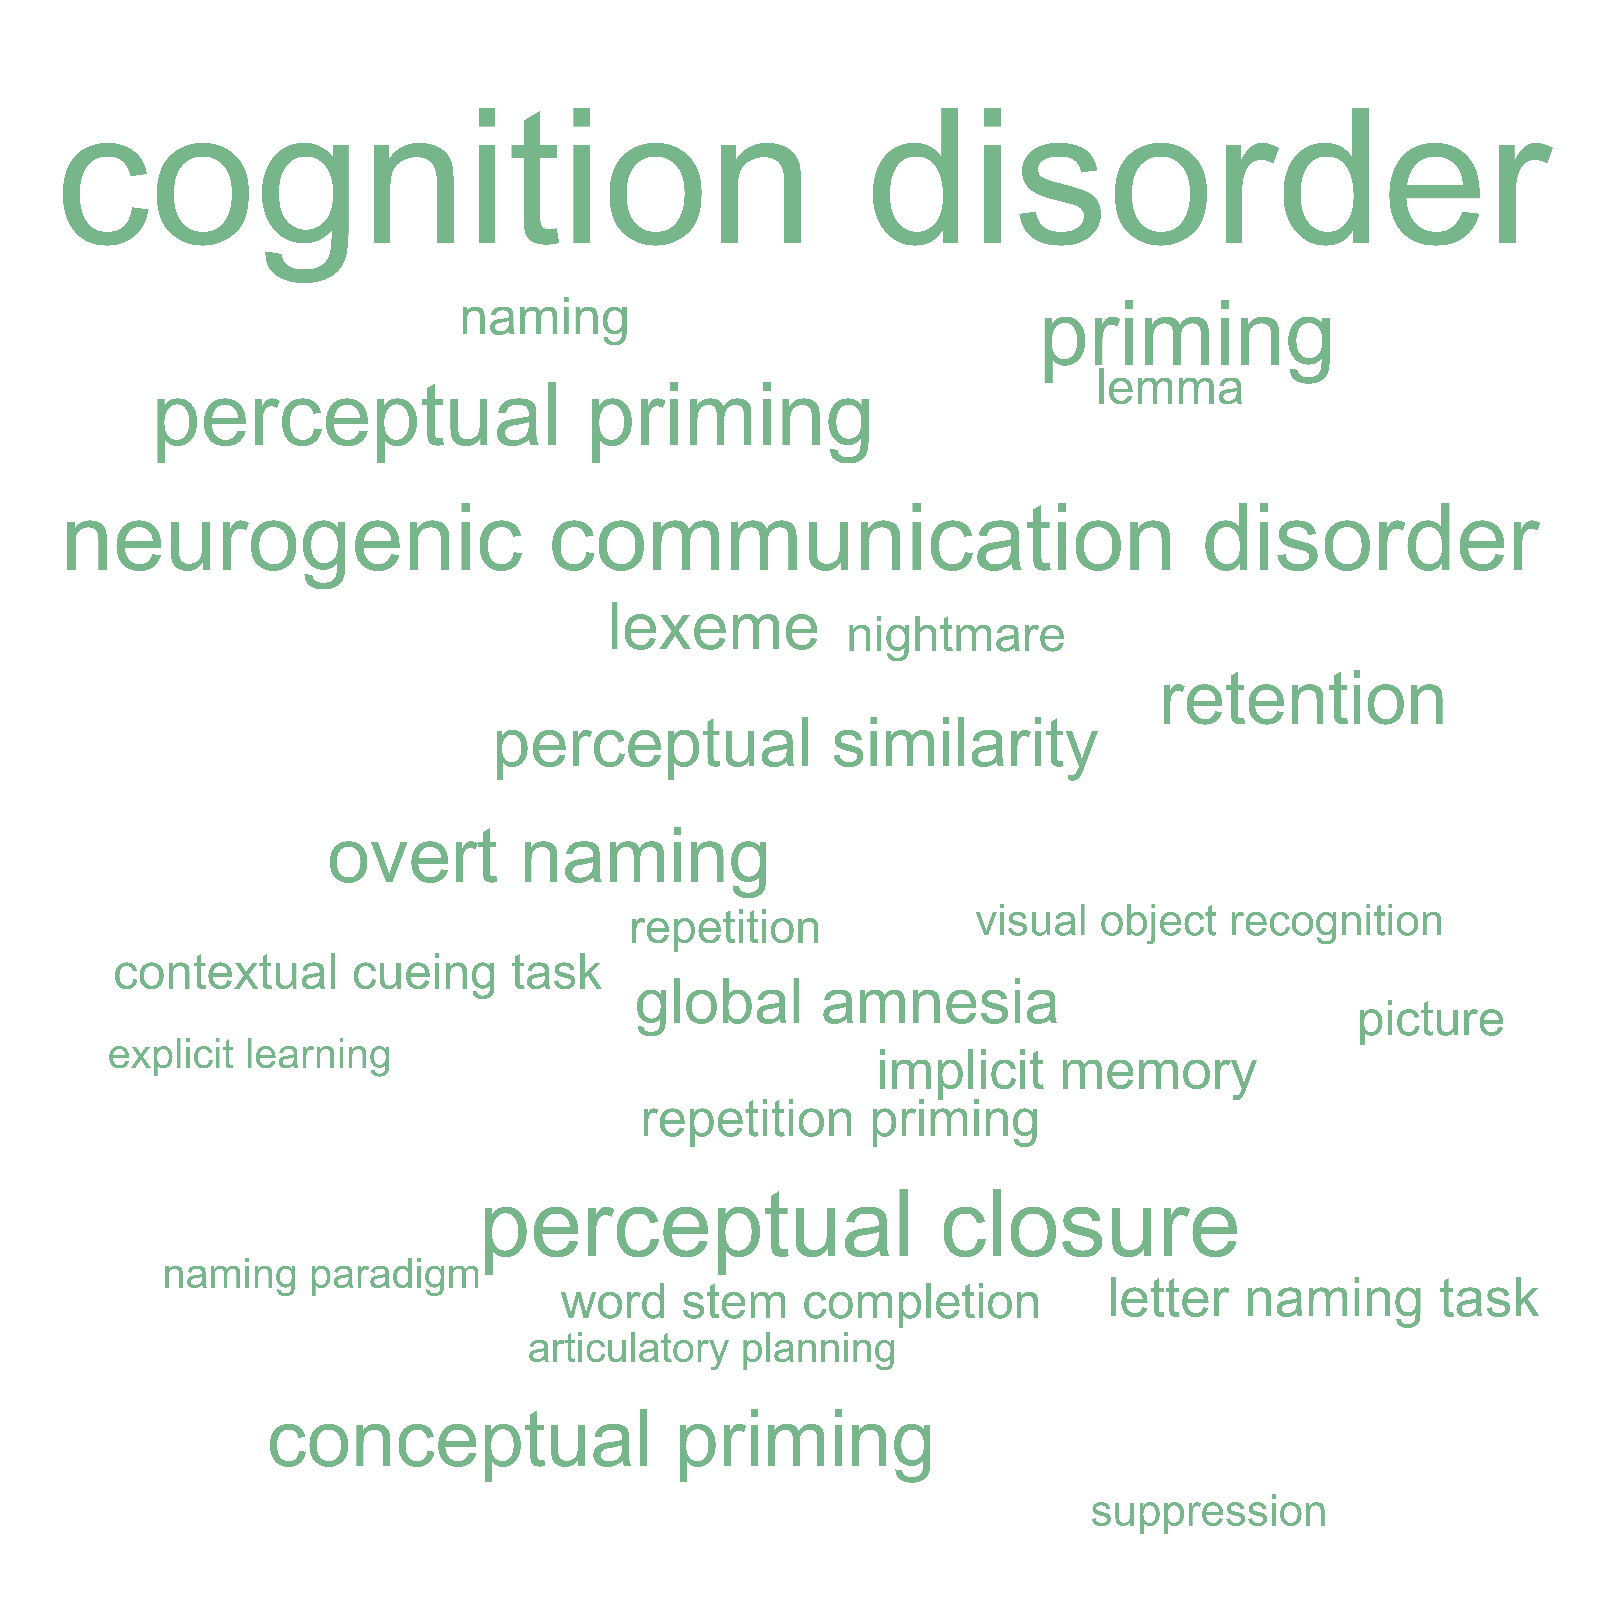 cognition disorder
naming
priming
lemma
perceptual priming
neurogenic communication disorder
lexeme
nightmare
retention
perceptual similarity
overt naming
repetition
visual object recognition
contextual cueing task
global amnesia
picture
explicit learning
implicit memory
repetition priming
perceptual closure
naming paradigm
word stem completion
letter naming task
articulatory planning
conceptual priming
suppression